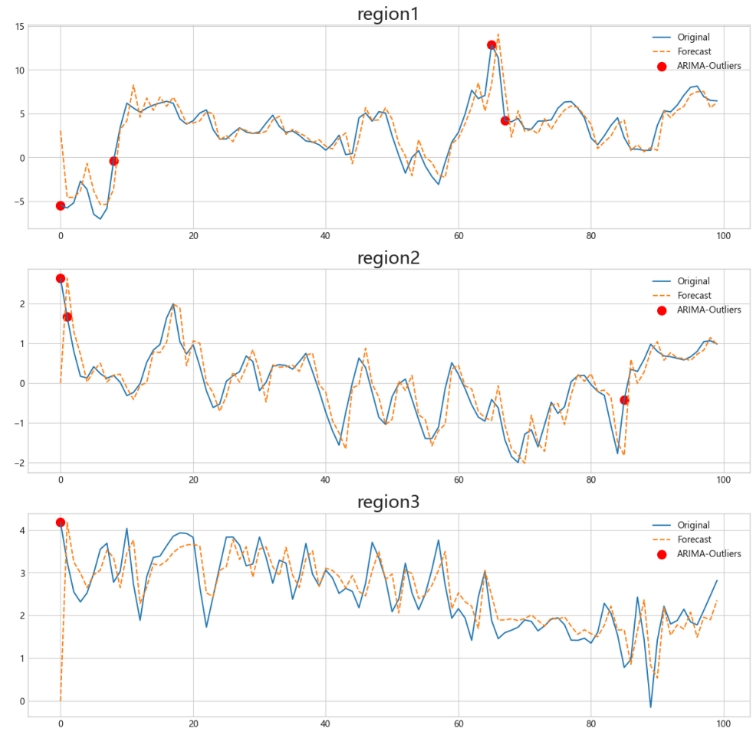 region1
15
10
5
0
−5
0
20
40
60
80
100
Original
Forecast
ARIMA-Outliers
region2
2
1
0
−1
−2
0
20
40
60
80
100
Original
Forecast
ARIMA-Outliers
region3
4
3
2
1
0
0
20
40
60
80
100
Original
Forecast
ARIMA-Outliers